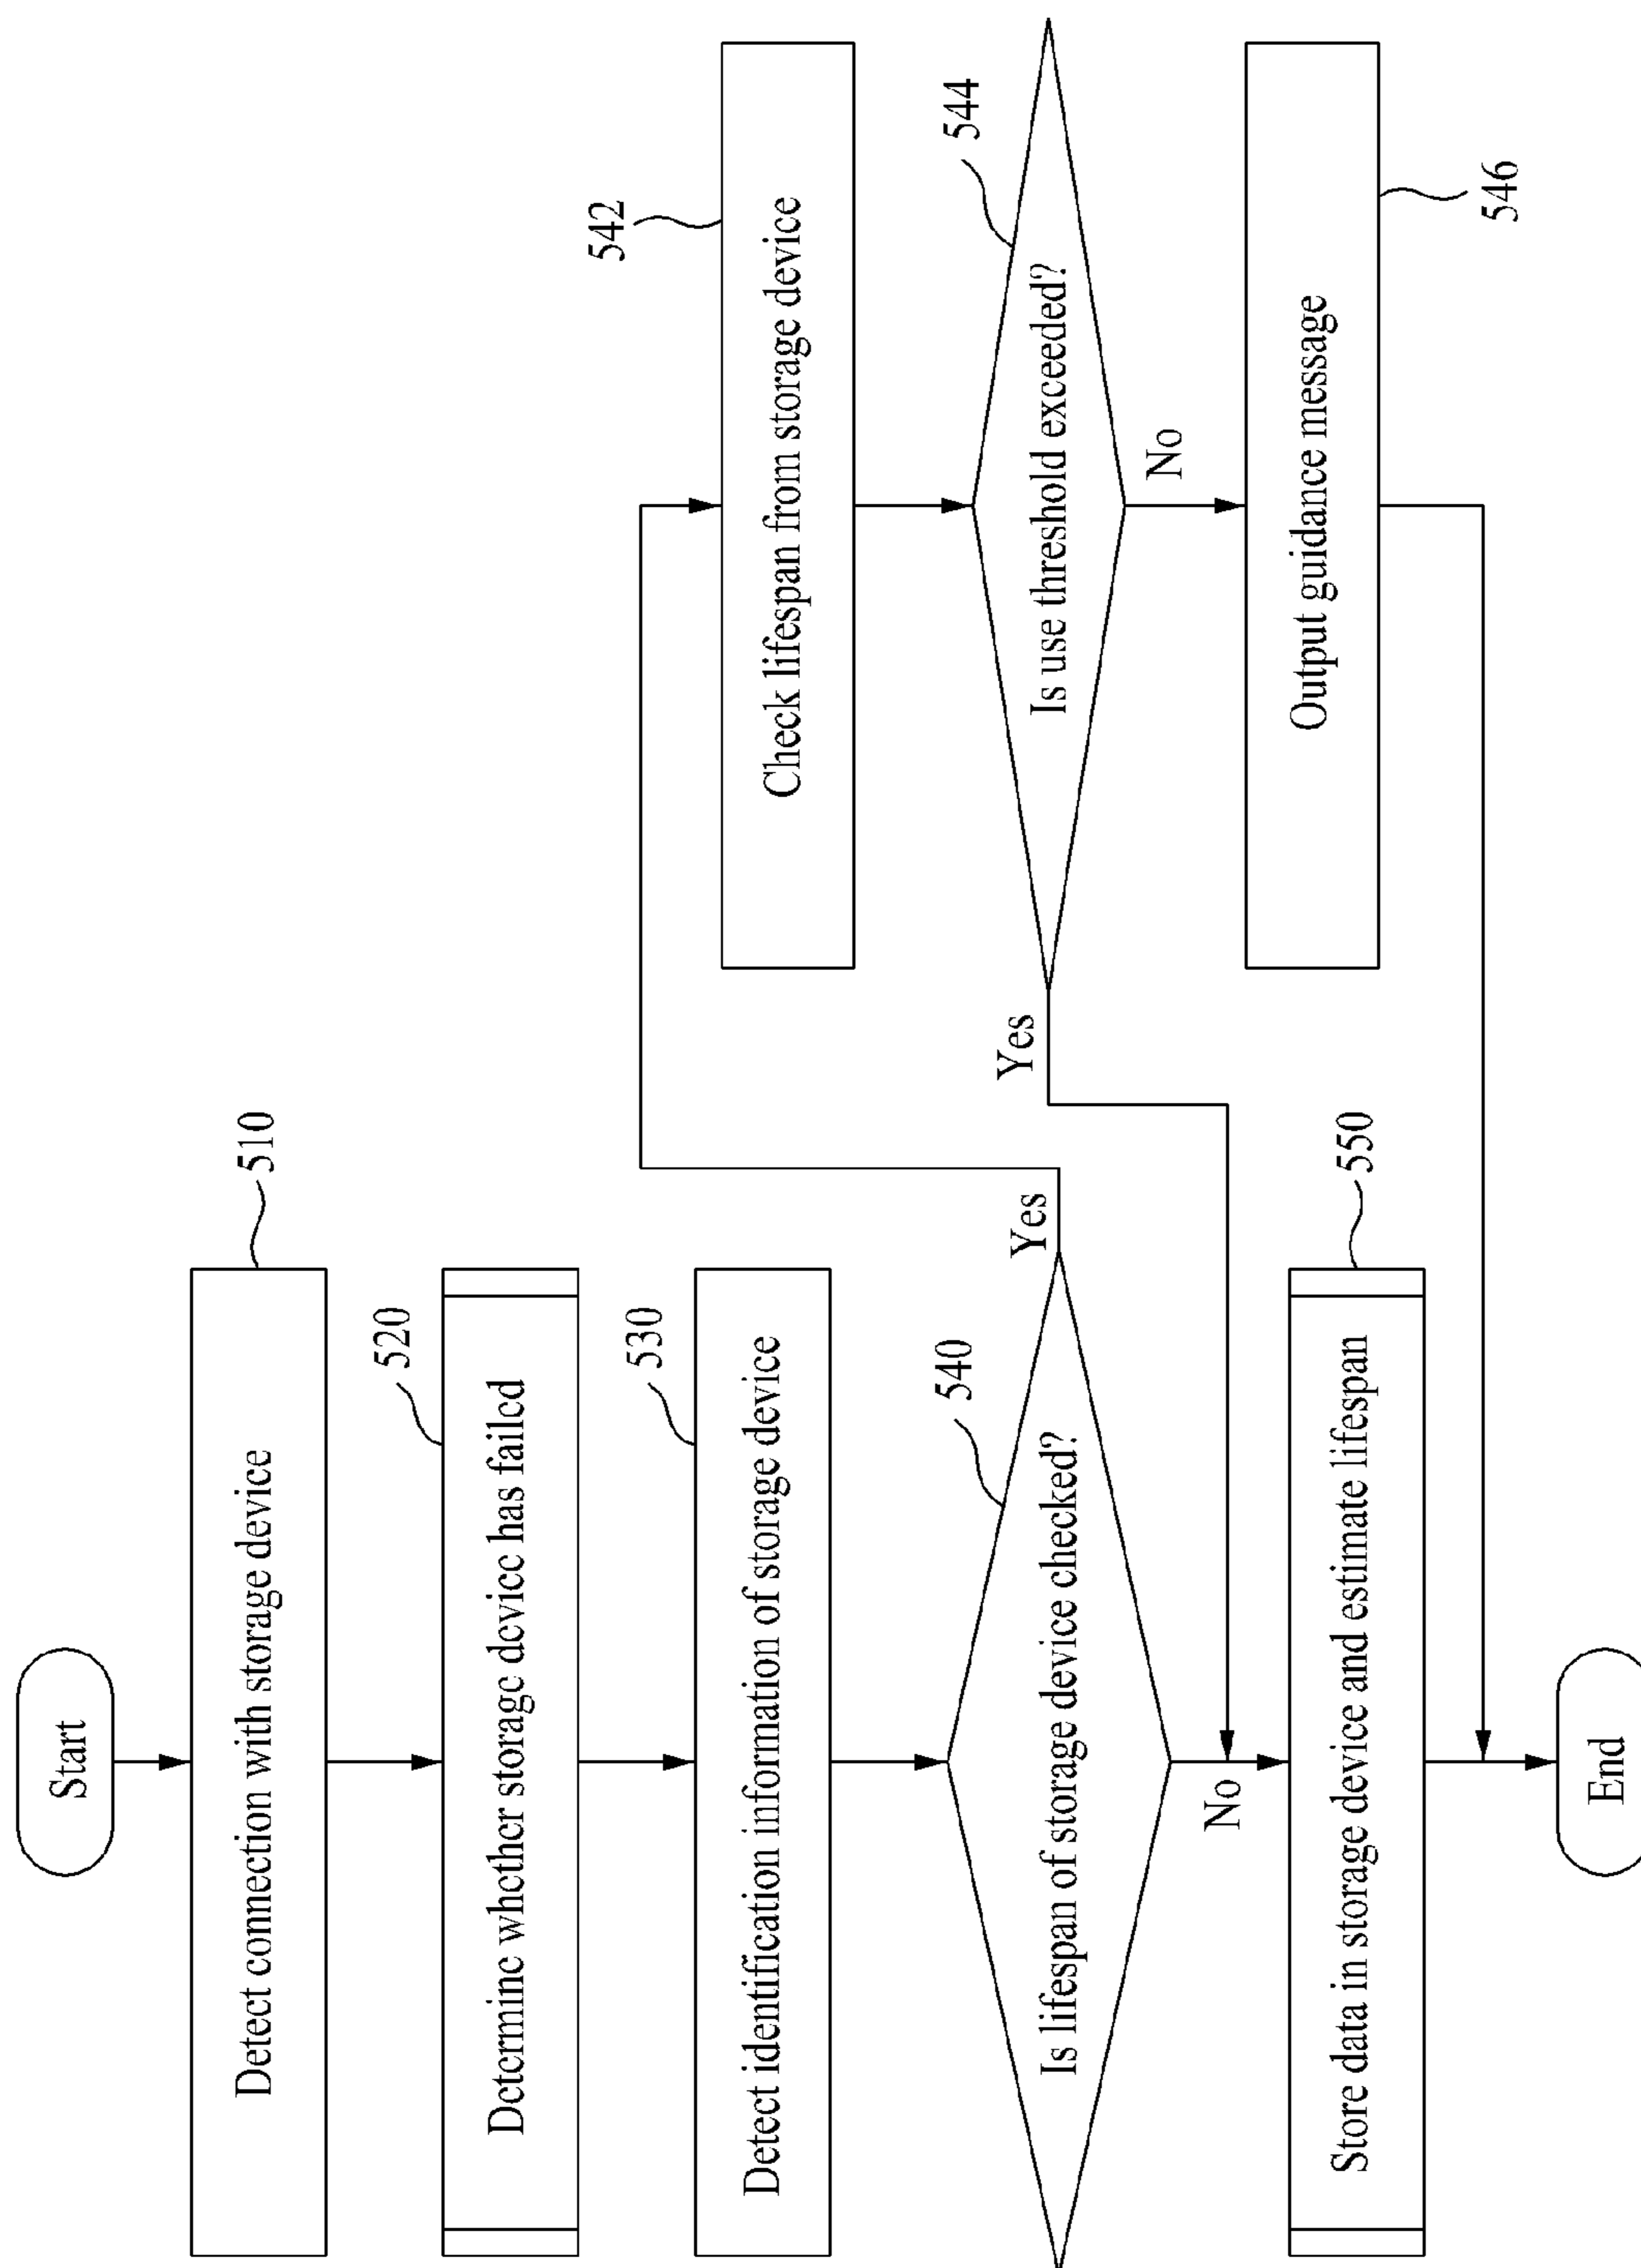 Start
Detect connection with storage device
510
Determine whether storage device has failed
520
Detect identification information of storage device
530
Is lifespan of storage device checked?
540
Yes
No
Check lifespan from storage device
542
Is use threshold exceeded?
544
Yes
No
Output guidance message
546
Store data in storage device and estimate lifespan
550
End